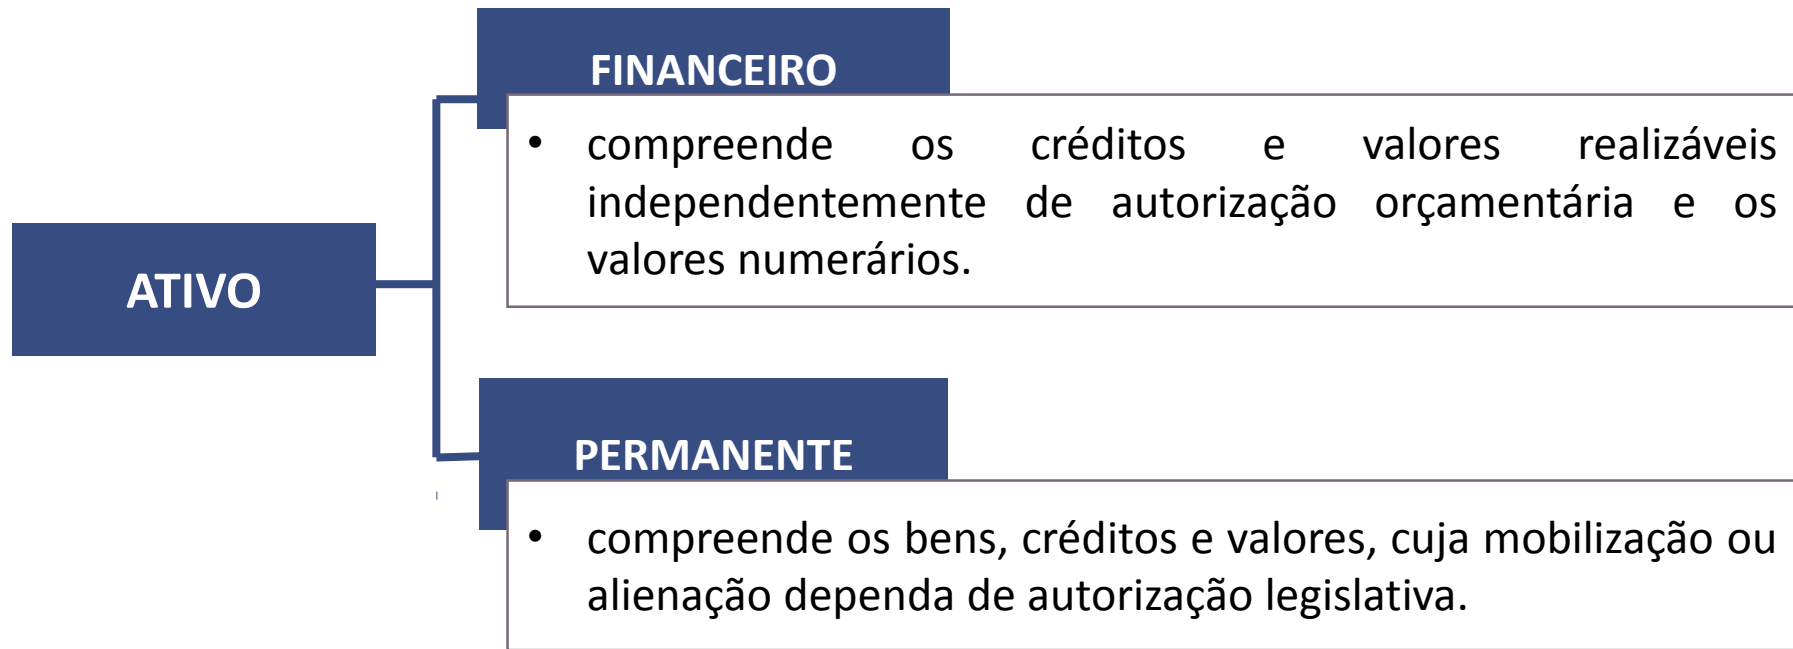 FINANCEIRO
• compreende os créditos e valores realizáveis
independentemente de autorização orçamentária e os
valores numerários.
ATIVO
PERMANENTE
• compreende os bens, créditos e valores, cuja mobilização ou
alienação dependa de autorização legislativa.